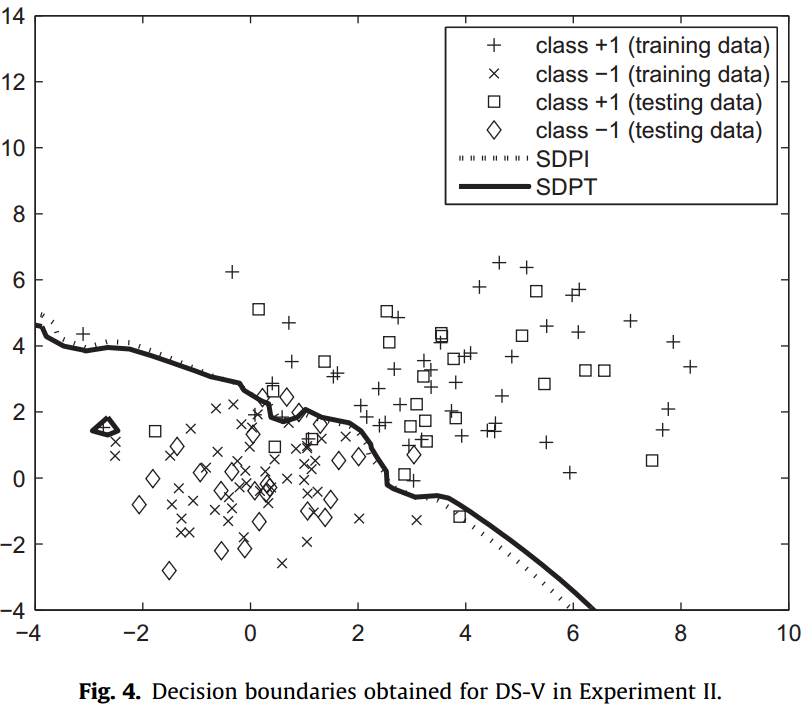 14
12
10
8
6
4
2
0
−2
−4
−4
−2
0
2
4
6
8
10
class +1 (training data)
class −1 (training data)
class +1 (testing data)
class −1 (testing data)
SDPI
SDPT
Fig. 4. Decision boundaries obtained for DS-V in Experiment II.